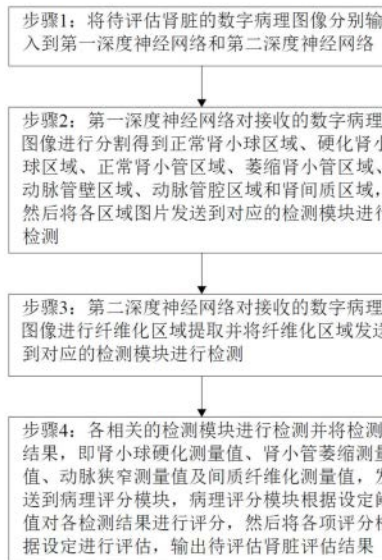 步骤1：将待评估肾脏的数字病理图像分别输
入到第一深度神经网络和第二深度神经网络
步骤2：第一深度神经网络对接收的数字病理
图像进行分割得到正常肾小球区域、硬化肾小
球区域、正常肾小管区域、萎缩肾小管区域、
动脉管壁区域、动脉管腔区域和肾间质区域，
然后将各区域图片发送到对应的检测模块进行
检测
步骤3：第二深度神经网络对接收的数字病理
图像进行纤维化区域提取并将纤维化区域发送
到对应的检测模块进行检测
步骤4：各相关的检测模块进行检测并将检测
结果，即肾小球硬化测量值、肾小管萎缩测量
值、动脉狭窄测量值及间质纤维化测量值，发
送到病理评分模块，病理评分模块根据设定阈
值对各检测结果进行评分，然后将各项评分根
据设定进行评估，输出待评估肾脏评估结果